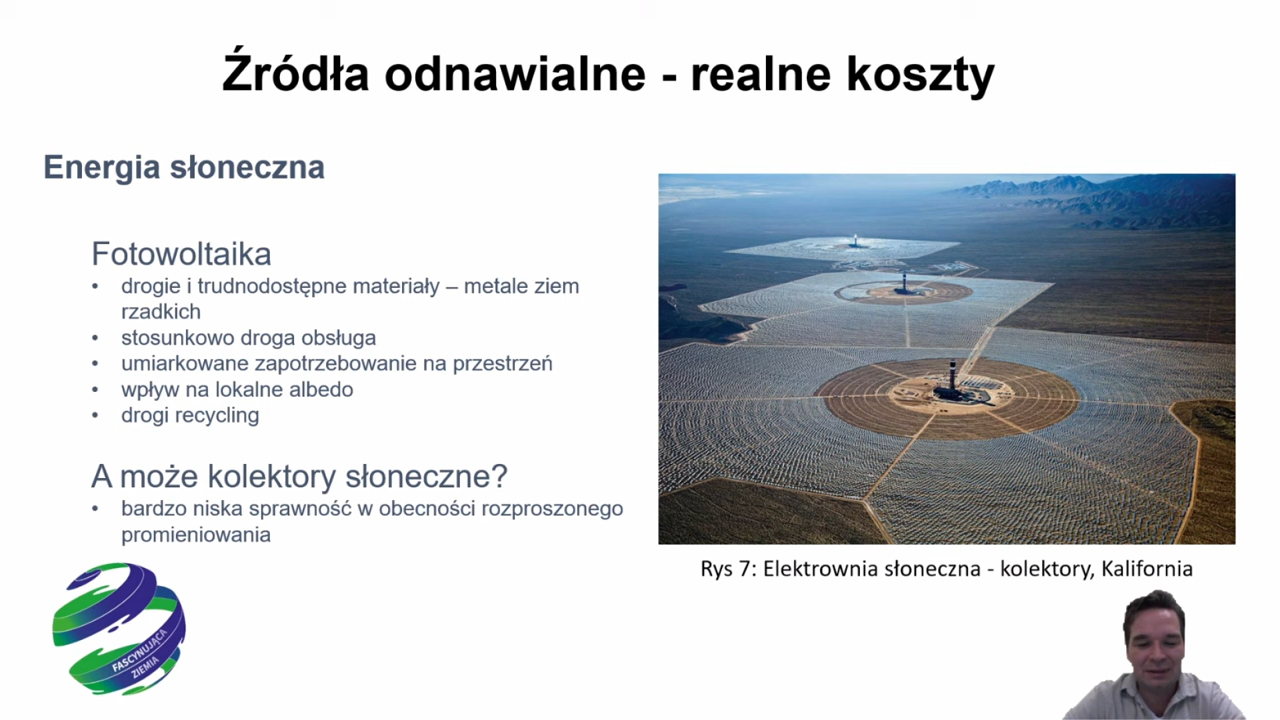 Źródła odnawialne - realne koszty
Energia słoneczna
Fotowoltaika
• drogie i trudnodostępne materiały – metale ziem
rzadkich
• stosunkowo droga obsługa
• umiarkowane zapotrzebowanie na przestrzeń
• wpływ na lokalne albedo
• drogi recycling
A może kolektory słoneczne?
• bardzo niska sprawność w obecności rozproszonego
promieniowania
Rys 7: Elektrownia słoneczna - kolektory, Kalifornia
FASCYNUJĄCA
ZIEMIA